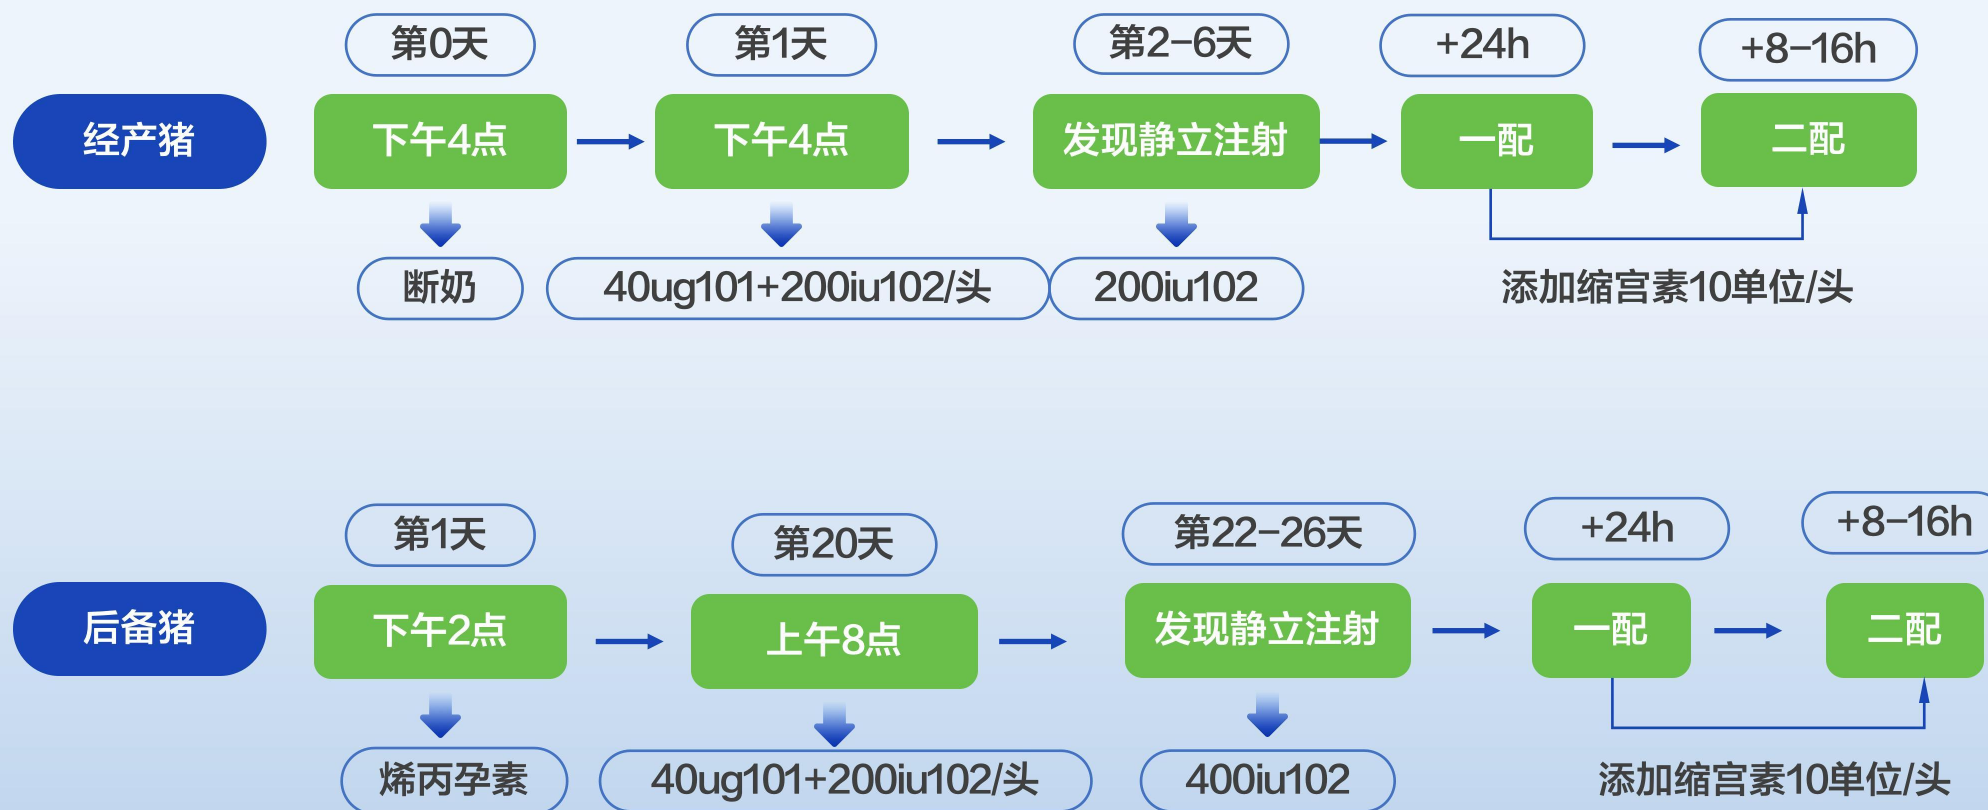 第0天
第1天
第2-6天
+24h
+8-16h
经产猪
下午4点
下午4点
发现静立注射
一配
二配
断奶
40ug101+200iu102/头
200iu102
添加缩宫素10单位/头
第1天
第20天
第22-26天
+24h
+8-16h
后备猪
下午2点
上午8点
发现静立注射
一配
二配
烯丙孕素
40ug101+200iu102/头
400iu102
添加缩宫素10单位/头